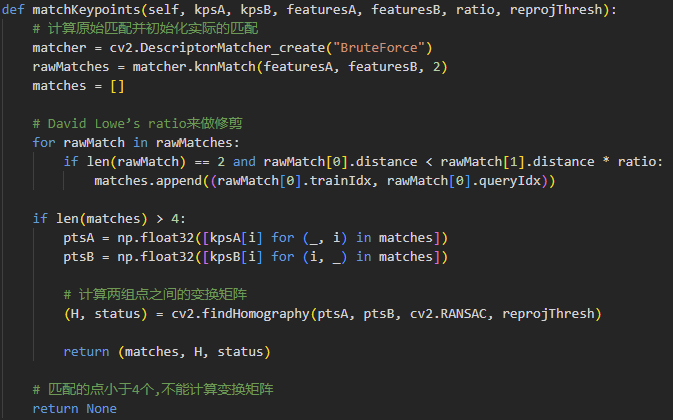 def matchKeypoints(self, kpsA, kpsB, featuresA, featuresB, ratio, reprojThresh):
# 计算原始匹配并初始化实际的匹配
matcher = cv2.DescriptorMatcher_create("BruteForce")
rawMatches = matcher.knnMatch(featuresA, featuresB, 2)
matches = []
# David Lowe’s ratio来做修剪
for rawMatch in rawMatches:
if len(rawMatch) == 2 and rawMatch[0].distance < rawMatch[1].distance * ratio:
matches.append((rawMatch[0].trainIdx, rawMatch[0].queryIdx))
if len(matches) > 4:
ptsA = np.float32([kpsA[i] for (_, i) in matches])
ptsB = np.float32([kpsB[i] for (i, _) in matches])
# 计算两组点之间的变换矩阵
(H, status) = cv2.findHomography(ptsA, ptsB, cv2.RANSAC, reprojThresh)
return (matches, H, status)
# 匹配的点小于4个,不能计算变换矩阵
return None